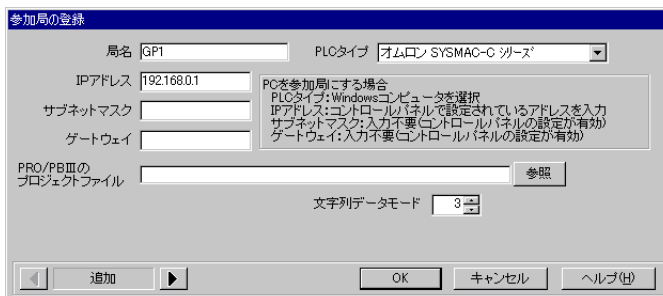 参加局の登録
局名 GP1 PLCタイプ オムロン SYSMAC-C シリーズ
IPアドレス 192.168.0.1
サブネットマスク
ゲートウェイ
PCを参加局にする場合
PLCタイプ:Windowsコンピュータを選択
IPアドレス:コントロールパネルで設定されているアドレスを入力
サブネットマスク:入力不要(コントロールパネルの設定が有効)
ゲートウェイ:入力不要(コントロールパネルの設定が有効)
PRO/PBⅢの
プロジェクトファイル 参照
文字列データモード 3
追加 OK キャンセル ヘルプ(H)